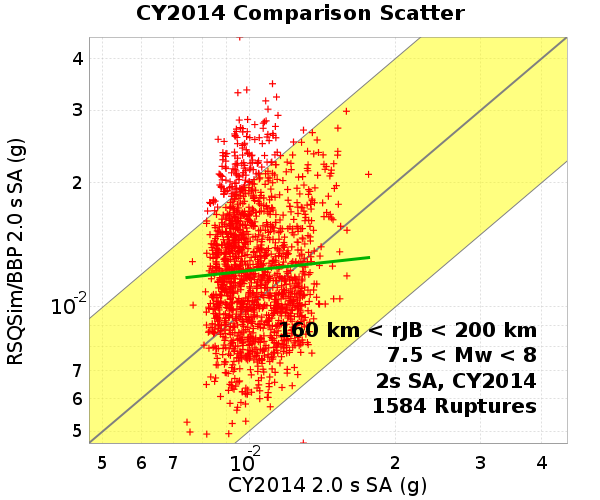 CY2014 Comparison Scatter
RSQSim/BBP 2.0 s SA (g)
4
3
2
10-2
7
6
5
160 km < rJB < 200 km
7.5 < Mw < 8
2s SA, CY2014
1584 Ruptures
5 6 7 10-2 2 3 4
CY2014 2.0 s SA (g)